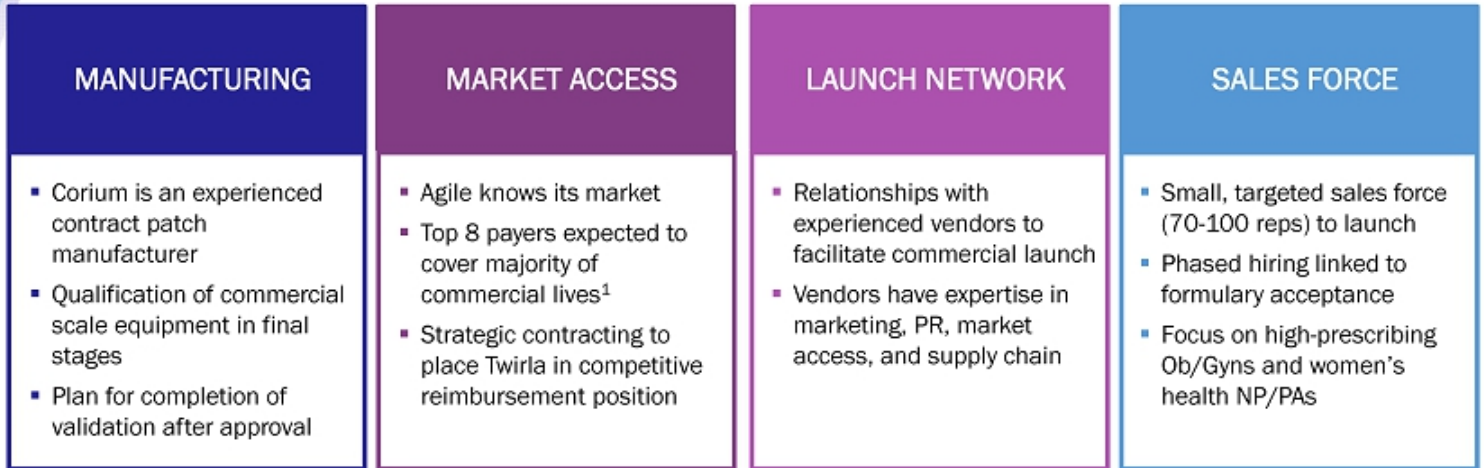 MANUFACTURING
▪ Corium is an experienced
contract patch
manufacturer
▪ Qualification of commercial
scale equipment in final
stages
▪ Plan for completion of
validation after approval
MARKET ACCESS
▪ Agile knows its market
▪ Top 8 payers expected to
cover majority of
commercial lives¹
▪ Strategic contracting to
place Twirla in competitive
reimbursement position
LAUNCH NETWORK
▪ Relationships with
experienced vendors to
facilitate commercial launch
▪ Vendors have expertise in
marketing, PR, market
access, and supply chain
SALES FORCE
▪ Small, targeted sales force
(70-100 reps) to launch
▪ Phased hiring linked to
formulary acceptance
▪ Focus on high-prescribing
Ob/Gyns and women’s
health NP/PAs